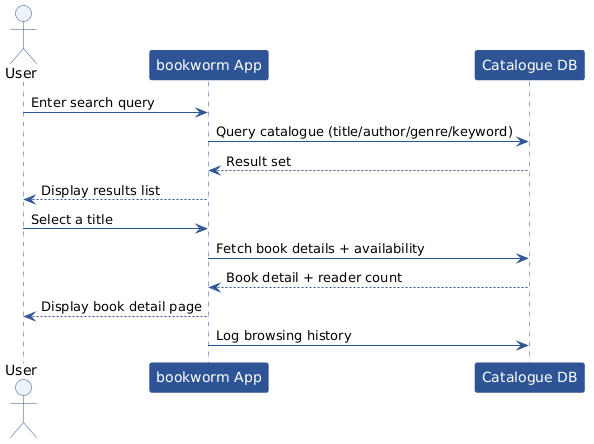 User
bookworm App
Catalogue DB
Enter search query
Query catalogue (title/author/genre/keyword)
Result set
Display results list
Select a title
Fetch book details + availability
Book detail + reader count
Display book detail page
Log browsing history
User
bookworm App
Catalogue DB